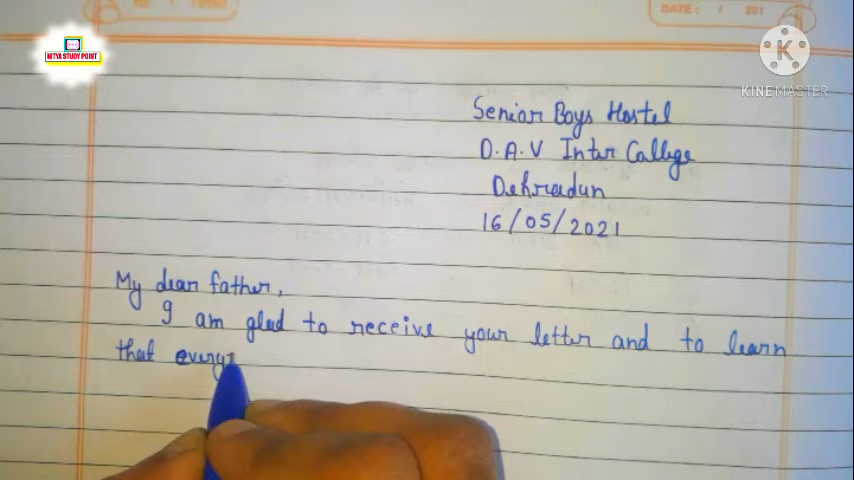 DATE: / 201
NITYA STUDY POINT
K
KINEMASTER
Senior Boys Hostel
D.A.V Inter College
Dehradun
16/05/2021
My dear father,
I am glad to receive your letter and to learn
that every